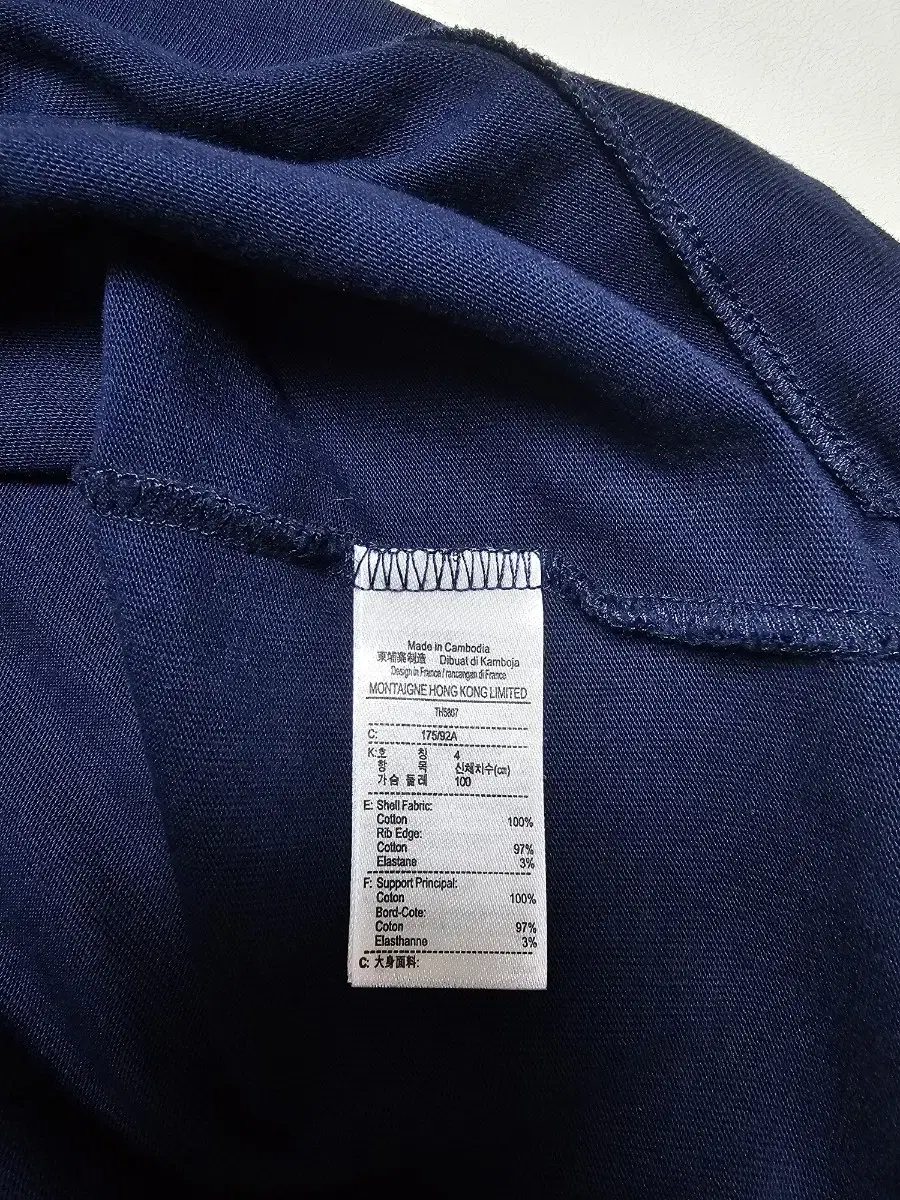 Made in Cambodia
柬埔寨制造 Dibuat di Kamboja
Design in France / rancangan di France
MONTAIGNE HONG KONG LIMITED
TH5867
C: 175/92A
K:호 칭 4
항 목 신체치수(㎝)
가슴 둘레 100
E: Shell Fabric:
Cotton 100%
Rib Edge:
Cotton 97%
Elastane 3%
F: Support Principal:
Coton 100%
Bord-Cote:
Coton 97%
Elasthanne 3%
C: 大身面料: